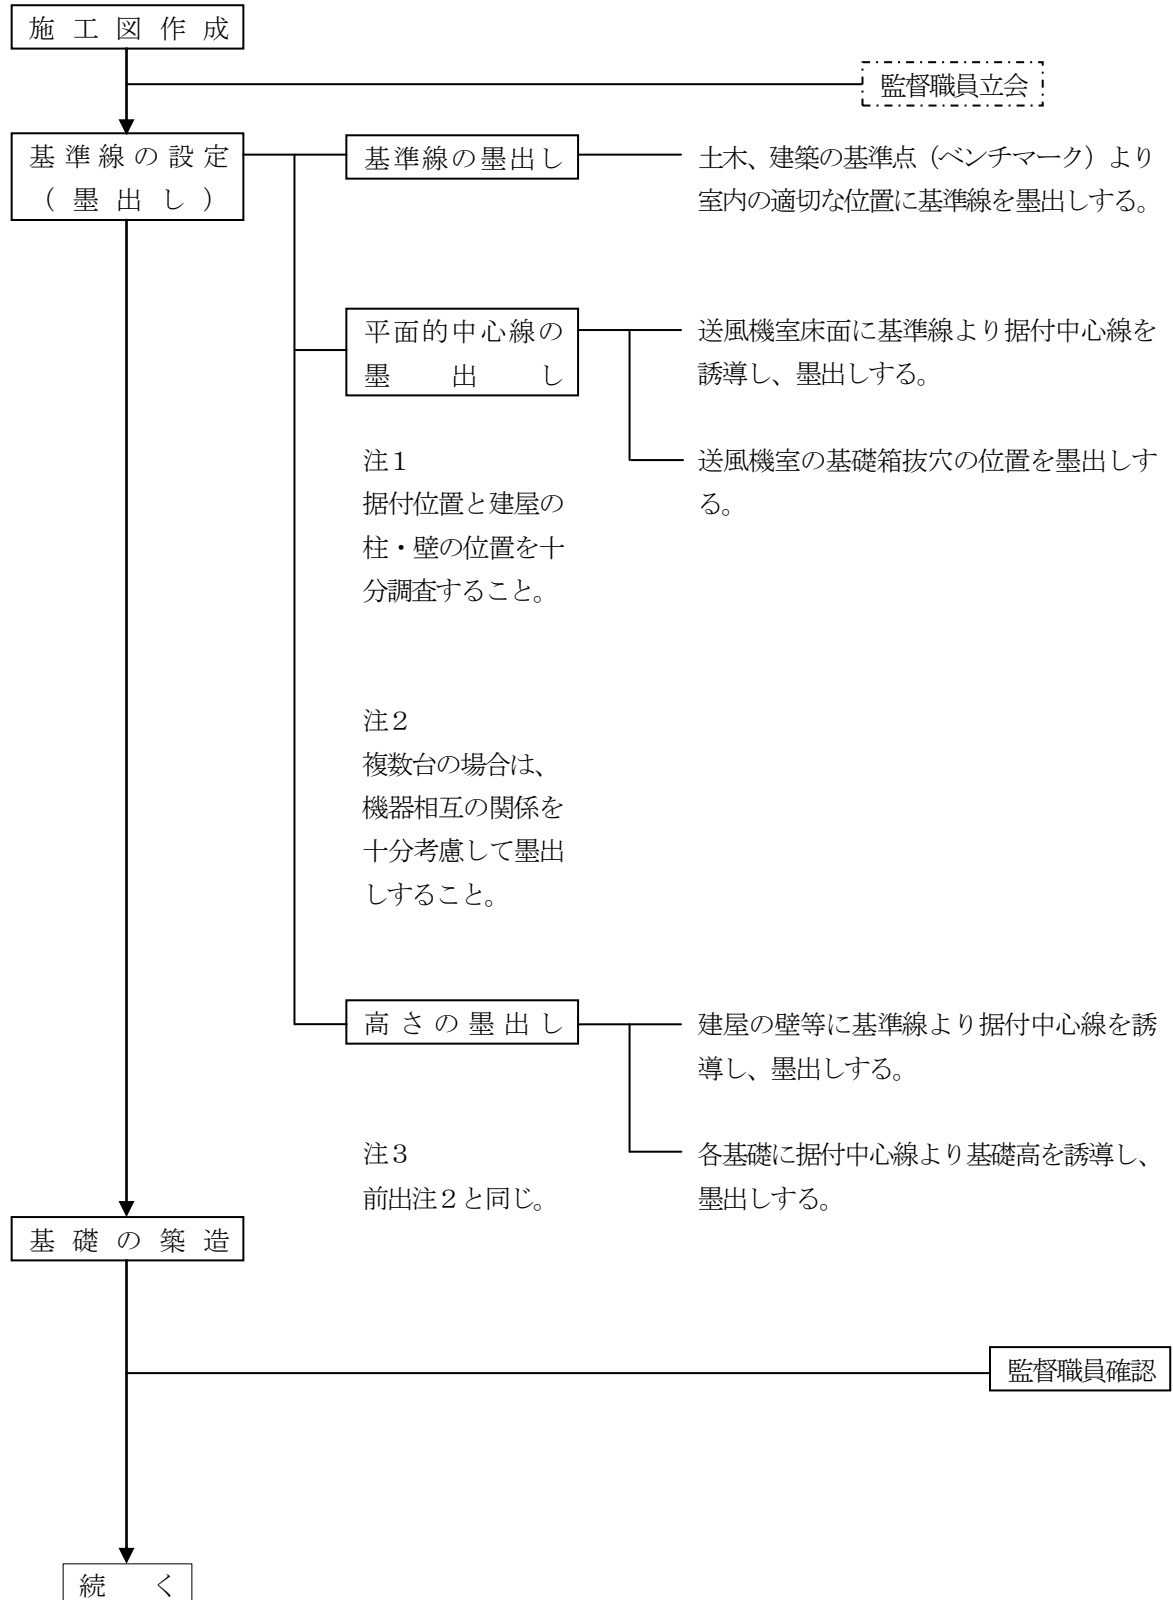 施工図作成
監督職員立会
基準線の設定
（墨出し）
基準線の墨出し
土木、建築の基準点（ベンチマーク）より
室内の適切な位置に基準線を墨出しする。
平面的中心線の
墨出し
送風機室床面に基準線より据付中心線を
誘導し、墨出しする。
送風機室の基礎箱抜穴の位置を墨出しす
る。
注１
据付位置と建屋の
柱・壁の位置を十
分調査すること。
注２
複数台の場合は、
機器相互の関係を
十分考慮して墨出
しすること。
高さの墨出し
建屋の壁等に基準線より据付中心線を誘
導し、墨出しする。
各基礎に据付中心線より基礎高を誘導し、
墨出しする。
注３
前出注２と同じ。
基礎の築造
監督職員確認
続く